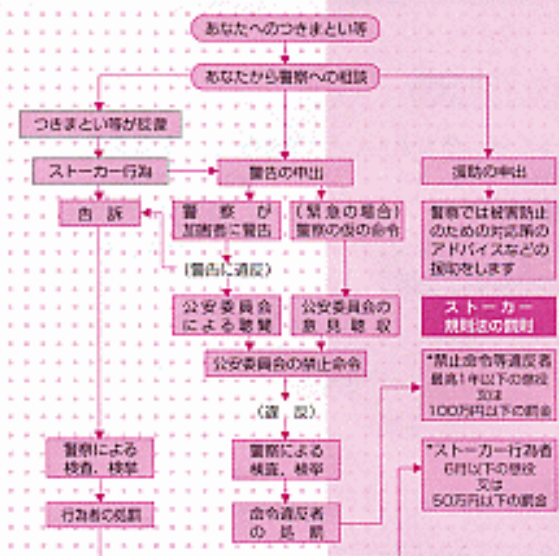 あなたへのつきまとい等
あなたから警察への相談
つきまとい等が反復
ストーカー行為
警告の申出
援助の申出
告訴
警察が
加害者に警告
(緊急の場合)
警察の仮の命令
警察では被害防止
のための対応策の
アドバイスなどの
援助をします
(警告に違反)
公安委員会
による聴聞
公安委員会の
意見聴取
ストーカー
規制法の罰則
公安委員会の禁止命令
*禁止命令等違反者
最高1年以下の懲役
又は
100万円以下の罰金
(違反)
警察による
検査、検挙
警察による
検査、検挙
*ストーカー行為者
6月以下の懲役
又は
50万円以下の罰金
行為者の処罰
命令違反者
の処罰